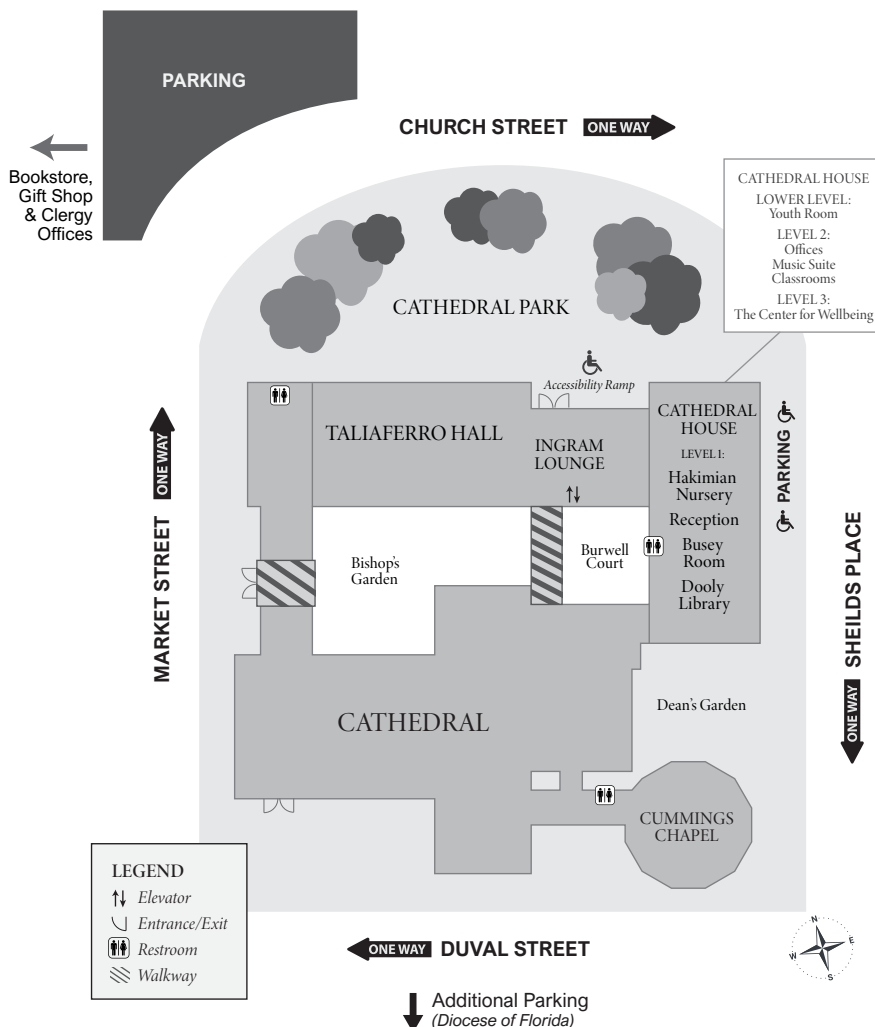 PARKING
CHURCH STREET ONE WAY
Bookstore,
Gift Shop
& Clergy
Offices
CATHEDRAL HOUSE
LOWER LEVEL:
Youth Room
LEVEL 2:
Offices
Music Suite
Classrooms
LEVEL 3:
The Center for Wellbeing
CATHEDRAL PARK
Accessibility Ramp
TALIAFERRO HALL
INGRAM
LOUNGE
CATHEDRAL
HOUSE
LEVEL 1:
Hakimian
Nursery
Reception
Busey
Room
Dooly
Library
PARKING
MARKET STREET ONE WAY
Bishop's
Garden
Burwell
Court
SHEILDS PLACE
ONE WAY
CATHEDRAL
Dean's Garden
CUMMINGS
CHAPEL
LEGEND
Elevator
Entrance/Exit
Restroom
Walkway
ONE WAY DUVAL STREET
N
E
S
W
Additional Parking
(Diocese of Florida)